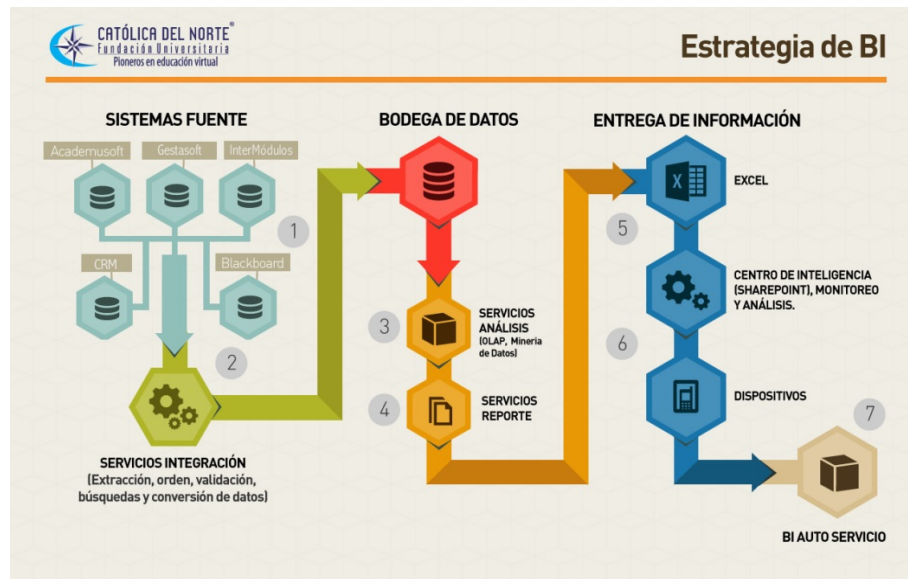 CATÓLICA DEL NORTE®
Fundación Universitaria
Pioneros en educación virtual
Estrategia de BI
SISTEMAS FUENTE
Academusoft
Gestasoft
InterMódulos
1
CRM
Blackboard
2
SERVICIOS INTEGRACIÓN
(Extracción, orden, validación,
búsquedas y conversión de datos)
BODEGA DE DATOS
3
SERVICIOS
ANÁLISIS
(OLAP, Mineria
de Datos)
4
SERVICIOS
REPORTE
ENTREGA DE INFORMACIÓN
5
X
EXCEL
CENTRO DE INTELIGENCIA
(SHAREPOINT), MONITOREO
Y ANÁLISIS.
6
DISPOSITIVOS
7
BI AUTO SERVICIO